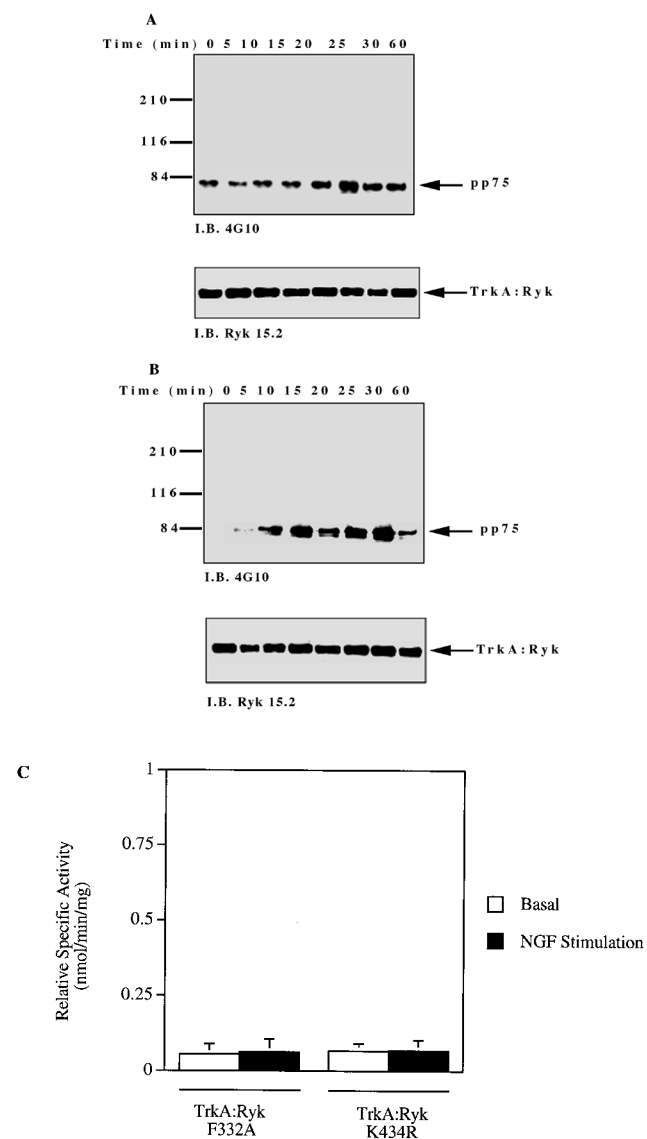 A
Time (min) 0 5 10 15 20 25 30 60
210
116
84
pp75
I.B. 4G10
TrkA:Ryk
I.B. Ryk 15.2
B
Time (min) 0 5 10 15 20 25 30 60
210
116
84
pp75
I.B. 4G10
TrkA:Ryk
I.B. Ryk 15.2
C
1
0.75
0.5
0.25
0
Relative Specific Activity
(nmol/min/mg)
Basal
NGF Stimulation
TrkA:Ryk
F332A
TrkA:Ryk
K434R